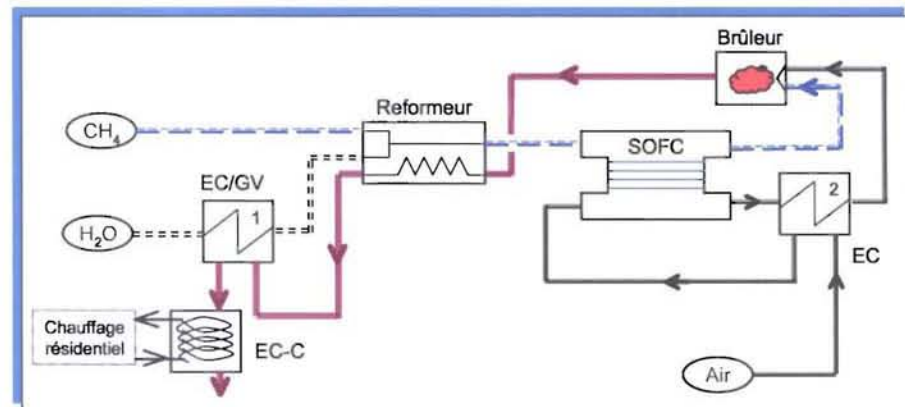 Brûleur
Reformeur
CH₄
SOFC
EC/GV
1
2
H₂O
EC
Chauffage
résidentiel
EC-C
Air